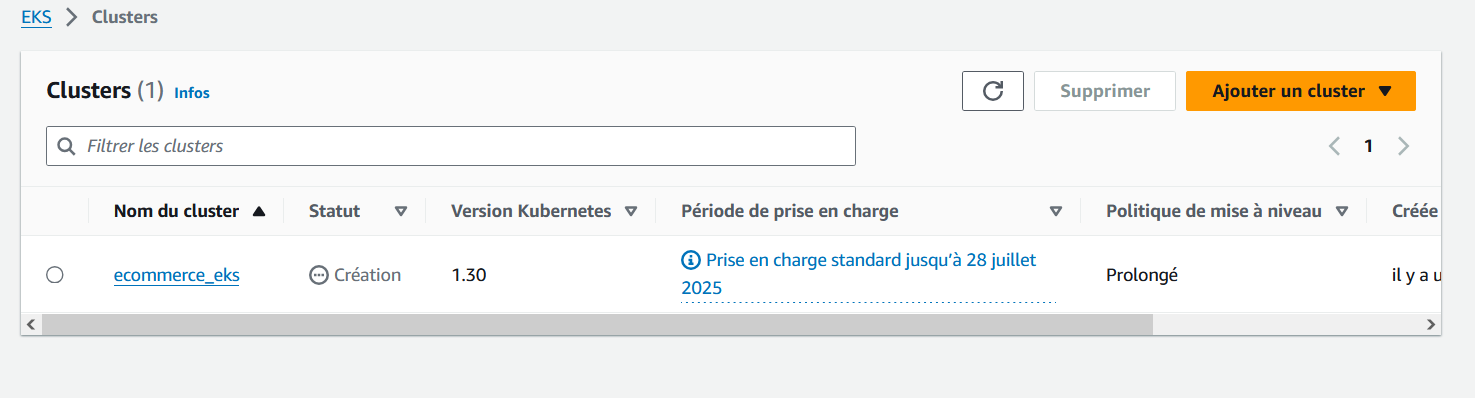 EKS > Clusters
Clusters (1) Infos
Supprimer
Ajouter un cluster
Filtrer les clusters
1
Nom du cluster Statut Version Kubernetes Période de prise en charge Politique de mise à niveau Créée
ecommerce_eks Création 1.30 Prise en charge standard jusqu'à 28 juillet
2025
Prolongé il y a u